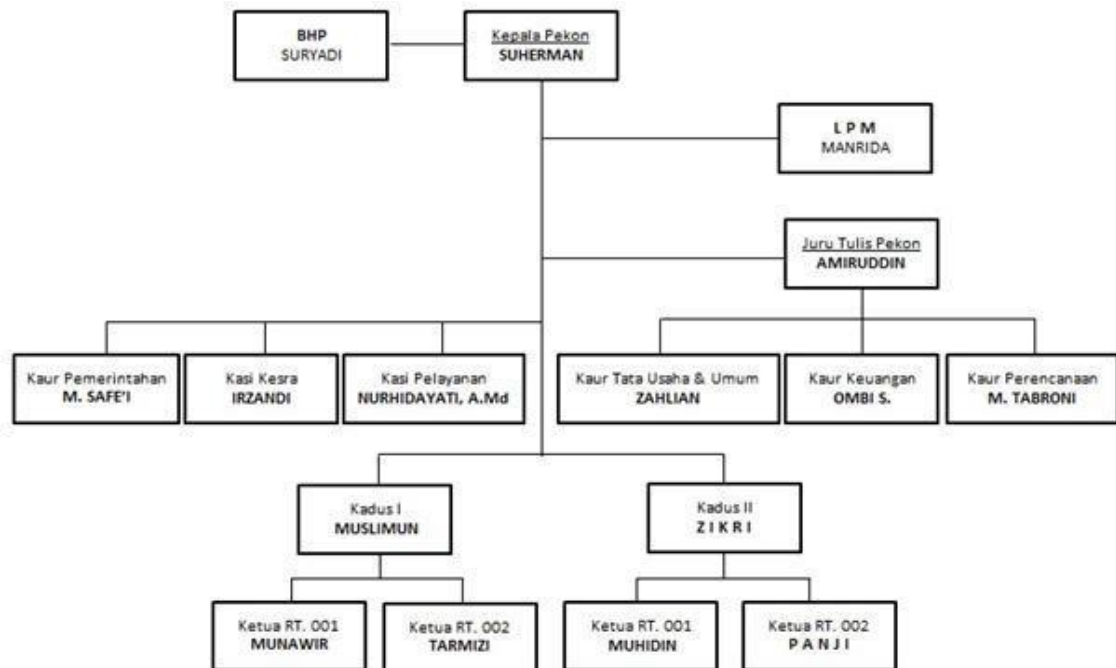 BHP
SURYADI
Kepala Pekon
SUHERMAN
L P M
MANRIDA
Juru Tulis Pekon
AMIRUDDIN
Kaur Pemerintahan
M. SAFE'I
Kasi Kesra
IRZANDI
Kasi Pelayanan
NURHIDAYATI, A.Md
Kaur Tata Usaha & Umum
ZAHLIAN
Kaur Keuangan
OMBI S.
Kaur Perencanaan
M. TABRONI
Kadus I
MUSLIMUN
Kadus II
Z I K R I
Ketua RT. 001
MUNAWIR
Ketua RT. 002
TARMIZI
Ketua RT. 001
MUHIDIN
Ketua RT. 002
P A N J I